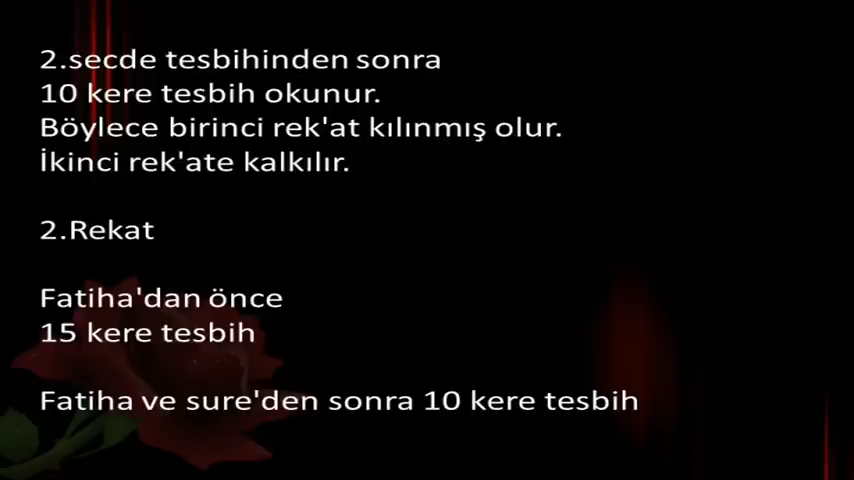 2.secde tesbihinden sonra
10 kere tesbih okunur.
Böylece birinci rek'at kılınmış olur.
İkinci rek'ate kalkılır.
2.Rekat
Fatiha'dan önce
15 kere tesbih
Fatiha ve sure'den sonra 10 kere tesbih